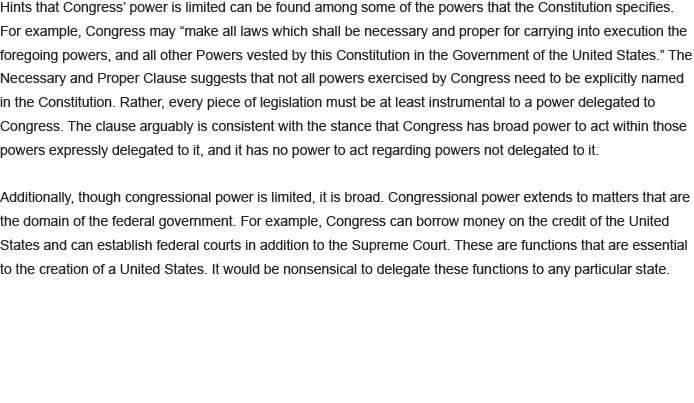 Hints that Congress’ power is limited can be found among some of the powers that the Constitution specifies.
For example, Congress may “make all laws which shall be necessary and proper for carrying into execution the
foregoing powers, and all other Powers vested by this Constitution in the Government of the United States.” The
Necessary and Proper Clause suggests that not all powers exercised by Congress need to be explicitly named
in the Constitution. Rather, every piece of legislation must be at least instrumental to a power delegated to
Congress. The clause arguably is consistent with the stance that Congress has broad power to act within those
powers expressly delegated to it, and it has no power to act regarding powers not delegated to it.
Additionally, though congressional power is limited, it is broad. Congressional power extends to matters that are
the domain of the federal government. For example, Congress can borrow money on the credit of the United
States and can establish federal courts in addition to the Supreme Court. These are functions that are essential
to the creation of a United States. It would be nonsensical to delegate these functions to any particular state.